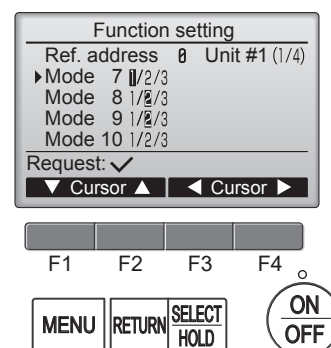 Function setting
Ref. address 0 Unit #1 (1/4)
Mode 7 1/2/3
Mode 8 1/2/3
Mode 9 1/2/3
Mode 10 1/2/3
Request: ✓
▼ Cursor ▲ ◀ Cursor ▶
F1 F2 F3 F4
MENU RETURN SELECT/HOLD ON/OFF